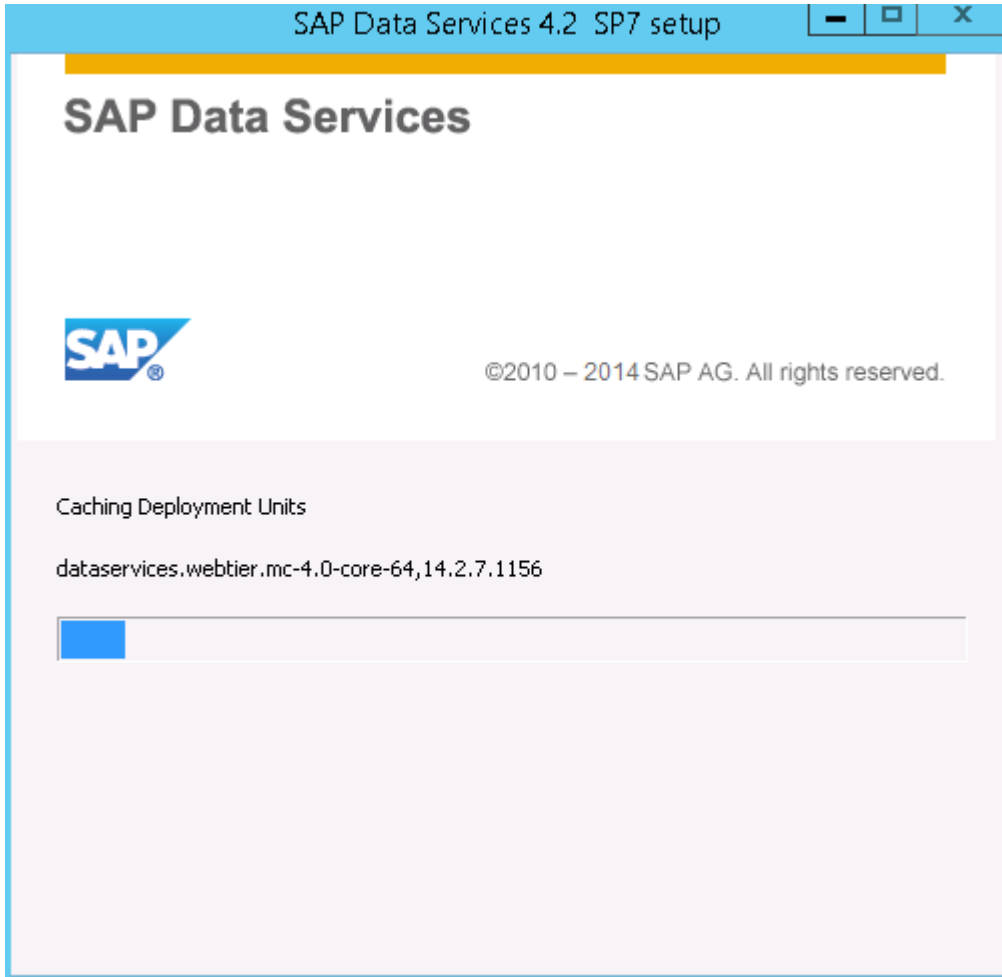 SAP Data Services 4.2 SP7 setup
SAP Data Services
SAP®
©2010 – 2014 SAP AG. All rights reserved.
Caching Deployment Units
dataservices.webtier.mc-4.0-core-64,14.2.7.1156